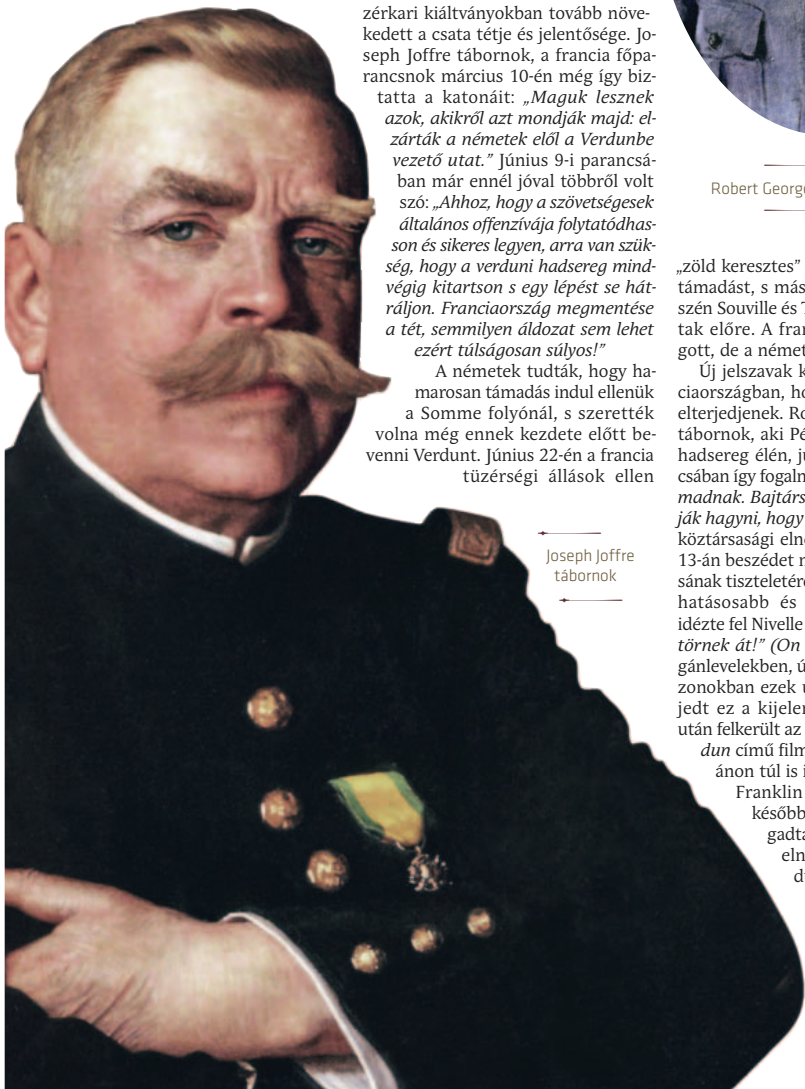 zérkari kiáltványokban tovább növe-
kedett a csata tétje és jelentősége. Jo-
seph Joffre tábornok, a francia főpa-
rancsnok március 10-én még így biz-
tatta a katonáit: „Maguk lesznek
azok, akikről azt mondják majd: el-
zárták a németek elől a Verdunbe
vezető utat.” Június 9-i parancsá-
ban már ennél jóval többről volt
szó: „Ahhoz, hogy a szövetségesek
általános offenzívája folytatódhas-
son és sikeres legyen, arra van szük-
ség, hogy a verduni hadsereg mind-
végig kitartson s egy lépést se hát-
ráljon. Franciaország megmentése
a tét, semmilyen áldozat sem lehet
ezért túlságosan súlyos!”
A németek tudták, hogy ha-
marosan támadás indul ellenük
a Somme folyónál, s szerették
volna még ennek kezdete előtt be-
venni Verdunt. Június 22-én a francia
tüzérségi állások ellen
Joseph Joffre
tábornok
Robert George
„zöld keresztes”
támadást, s más
szén Souville és
tak előre. A fran
gott, de a német
Új jelszavak k
ciaországban, ho
elterjedjenek. Ro
tábornok, aki Pé
hadsereg élén, jú
csában így fogaln
madnak. Bajtárs
ják hagyni, hogy
köztársasági eln
13-án beszédet
sának tiszteletér
hatásosabb és
idézte fel Nivelle
törnek át!” (On
gánlevelekben, ú
zonokban ezek
jedt ez a kijelen
után felkerült az
dun című film
ánon túl is i
Franklin
később
gadta
eln
d